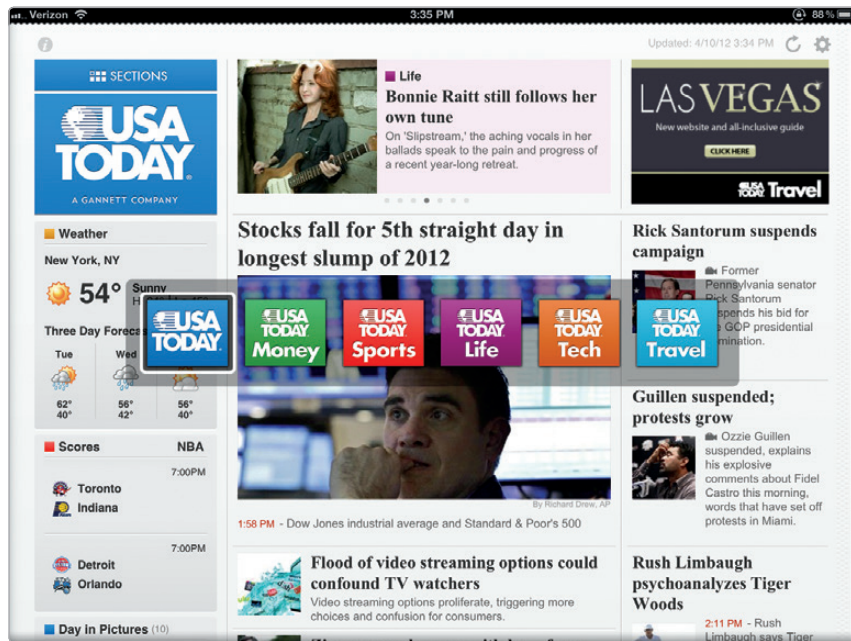 Verizon
3:35 PM
88%
Updated: 4/10/12 3:34 PM
SECTIONS
USA
TODAY
A GANNETT COMPANY
Life
Bonnie Raitt still follows her
own tune
On 'Slipstream,' the aching vocals in her
ballads speak to the pain and progress of
a recent year-long retreat.
LAS VEGAS
New website and all-inclusive guide
CLICK HERE
USA TODAY Travel
Weather
New York, NY
54°
Sunny
Three Day
Tue
Wed
62°
40°
56°
42°
56°
40°
Scores
NBA
7:00PM
Toronto
Indiana
7:00PM
Detroit
Orlando
Day in Pictures (10)
Stocks fall for 5th straight day in
longest slump of 2012
USA TODAY
USA TODAY Money
USA TODAY Sports
USA TODAY Life
USA TODAY Tech
USA TODAY Travel
By Richard Drew, AP
1:58 PM - Dow Jones industrial average and Standard & Poor's 500
Flood of video streaming options could
confound TV watchers
Video streaming options proliferate, triggering more
choices and confusion for consumers.
Rick Santorum suspends
campaign
Former
Pennsylvania senator
Rick Santorum
suspends his bid for
GOP presidential
nomination.
Guillen suspended;
protests grow
Ozzie Guillen
suspended, explains
his explosive
comments about Fidel
Castro this morning,
words that have set off
protests in Miami.
Rush Limbaugh
psychoanalyzes Tiger
Woods
2:11 PM - Rush
Limbaugh says Tiger